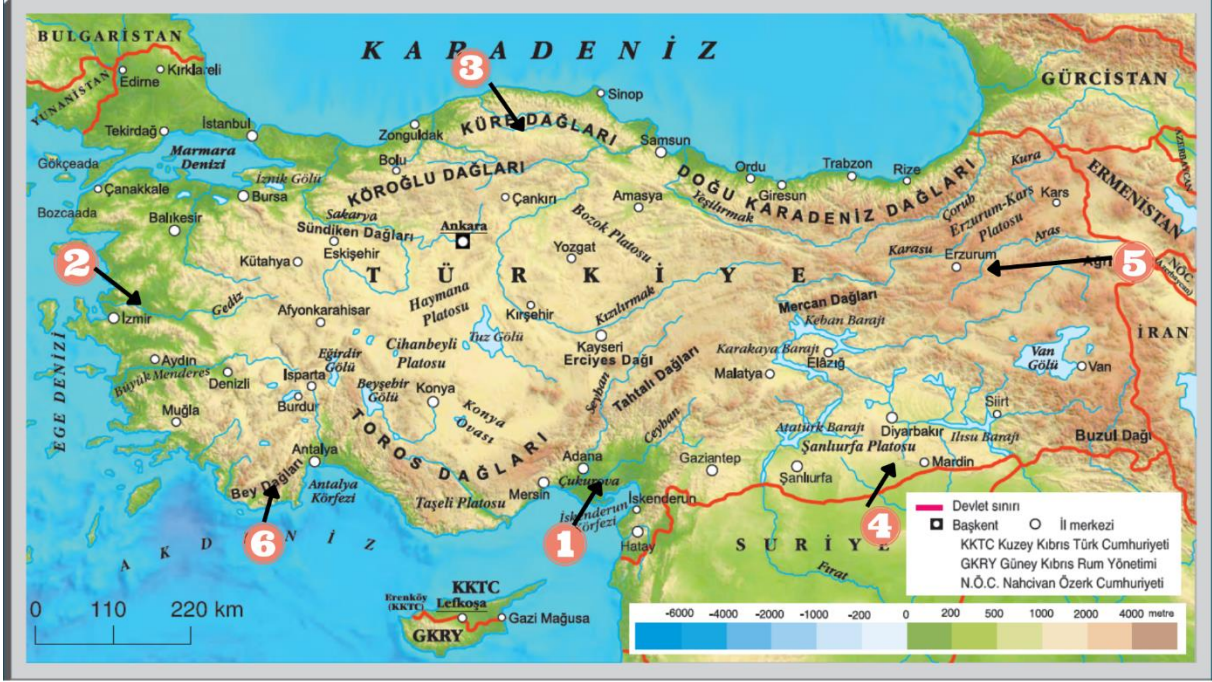 BULGARİSTAN
KARADENİZ
GÜRCİSTAN
YUNANİSTAN
Edirne
Kırklareli
Tekirdağ
İstanbul
Marmara
Denizi
Gökçeada
Çanakkale
Bozcaada
İznik Gölü
Bursa
Balıkesir
3
Sinop
Zonguldak
KÜRE DAĞLARI
Bolu
KÖROĞLU DAĞLARI
Samsun
Ordu
Giresun
Trabzon
Rize
DOĞU KARADENİZ DAĞLARI
Yeşilırmak
Çankırı
Amasya
Kura
Kars
Çoruh
Erzurum-Kars
Platosu
ERMENİSTAN
AZERBAYCAN
Sakarya
Sündiken Dağları
Eskişehir
Ankara
Bozok Platosu
Yozgat
Karasu
Erzurum
Aras
Ağrı
5
NÖC
(Azerbaycan)
2
Kütahya
TÜRKİYE
Gediz
İzmir
Afyonkarahisar
Haymana
Platosu
Kırşehir
Kızılırmak
Mercan Dağları
Keban Barajı
İRAN
EGE DENİZİ
Aydın
Büyük Menderes
Denizli
Muğla
Isparta
Burdur
Eğirdir
Gölü
Cihanbeyli
Platosu
Tuz Gölü
Kayseri
Erciyes Dağı
Beyşehir
Gölü
Konya
Konya
Ovası
Seyhan
Tahtalı Dağları
Ceyhan
Karakaya Barajı
Elazığ
Malatya
Van
Gölü
Van
Siirt
TOROS DAĞLARI
Antalya
Bey Dağları
Antalya
Körfezi
Taşeli Platosu
Mersin
Adana
Çukurova
İskenderun
Körfezi
İskenderun
Hatay
Gaziantep
Atatürk Barajı
Şanlıurfa Platosu
Şanlıurfa
Diyarbakır
Ilısu Barajı
Mardin
Buzul Dağı
6
1
4
AKDENİZ
SURİYE
Fırat
KKTC
Erenköy
(KKTC)
Lefkoşa
Gazi Mağusa
GKRY
0 110 220 km
Devlet sınırı
Başkent İl merkezi
KKTC Kuzey Kıbrıs Türk Cumhuriyeti
GKRY Güney Kıbrıs Rum Yönetimi
N.Ö.C. Nahcivan Özerk Cumhuriyeti
-6000 -4000 -2000 -1000 -200 0 200 500 1000 2000 4000 metre